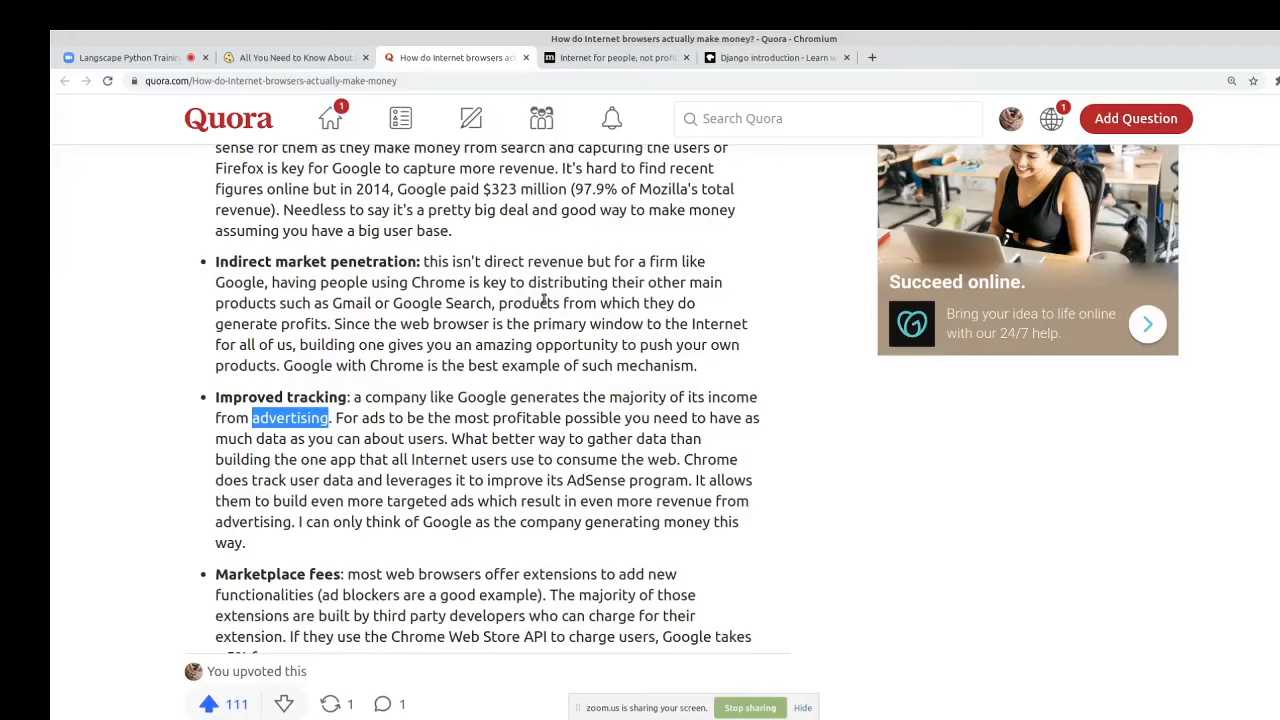 How do Internet browsers actually make money? - Quora - Chromium
Langscape Python Trainin
All You Need to Know About
How do Internet browsers ac
Internet for people, not profi
Django introduction - Learn w
quora.com/How-do-Internet-browsers-actually-make-money
Quora
1
Search Quora
1
Add Question
sense for them as they make money from search and capturing the users of
Firefox is key for Google to capture more revenue. It's hard to find recent
figures online but in 2014, Google paid $323 million (97.9% of Mozilla's total
revenue). Needless to say it's a pretty big deal and good way to make money
assuming you have a big user base.
• Indirect market penetration: this isn't direct revenue but for a firm like
Google, having people using Chrome is key to distributing their other main
products such as Gmail or Google Search, products from which they do
generate profits. Since the web browser is the primary window to the Internet
for all of us, building one gives you an amazing opportunity to push your own
products. Google with Chrome is the best example of such mechanism.
• Improved tracking: a company like Google generates the majority of its income
from advertising. For ads to be the most profitable possible you need to have as
much data as you can about users. What better way to gather data than
building the one app that all Internet users use to consume the web. Chrome
does track user data and leverages it to improve its AdSense program. It allows
them to build even more targeted ads which result in even more revenue from
advertising. I can only think of Google as the company generating money this
way.
• Marketplace fees: most web browsers offer extensions to add new
functionalities (ad blockers are a good example). The majority of those
extensions are built by third party developers who can charge for their
extension. If they use the Chrome Web Store API to charge users, Google takes
Succeed online.
Bring your idea to life online
with our 24/7 help.
You upvoted this
111
1
1
zoom.us is sharing your screen.
Stop sharing
Hide